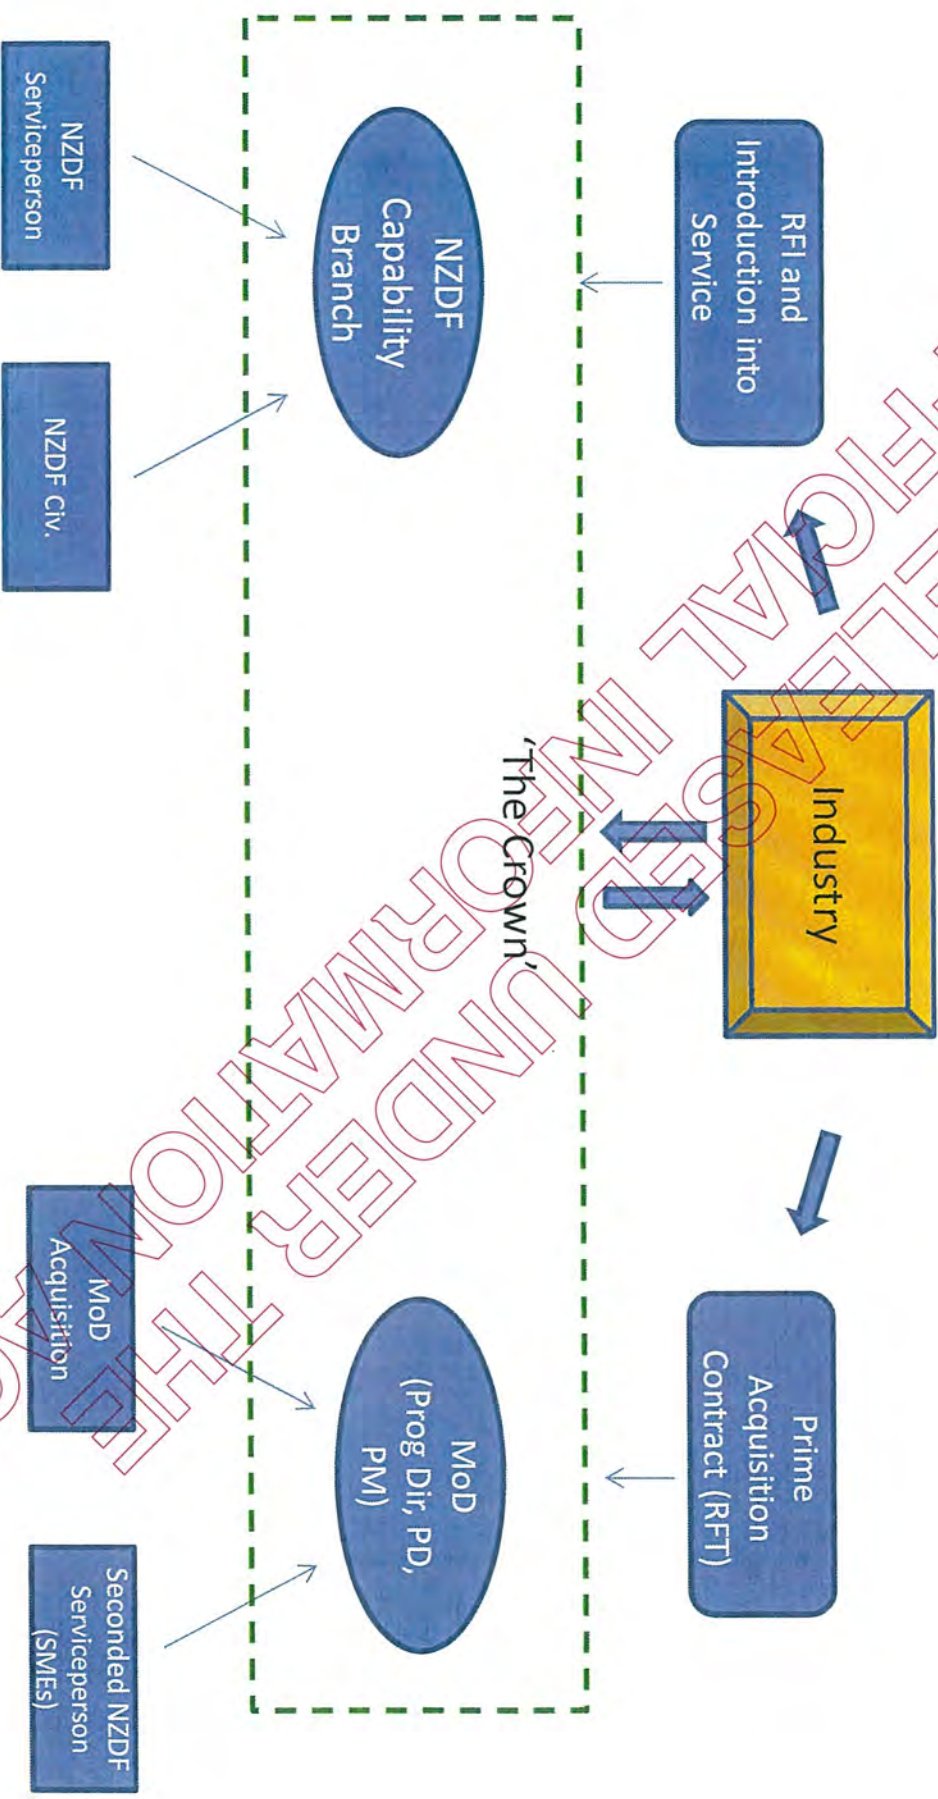 Industry
RFI and
Introduction into
Service
Prime
Acquisition
Contract (RFT)
'The Crown'
NZDF
Capability
Branch
MoD
(Prog Dir, PD,
PM)
NZDF
Serviceperson
NZDF Civ.
MoD
Acquisition
Seconded NZDF
Serviceperson
(SMEs)
RELEASED UNDER THE
OFFICIAL INFORMATION